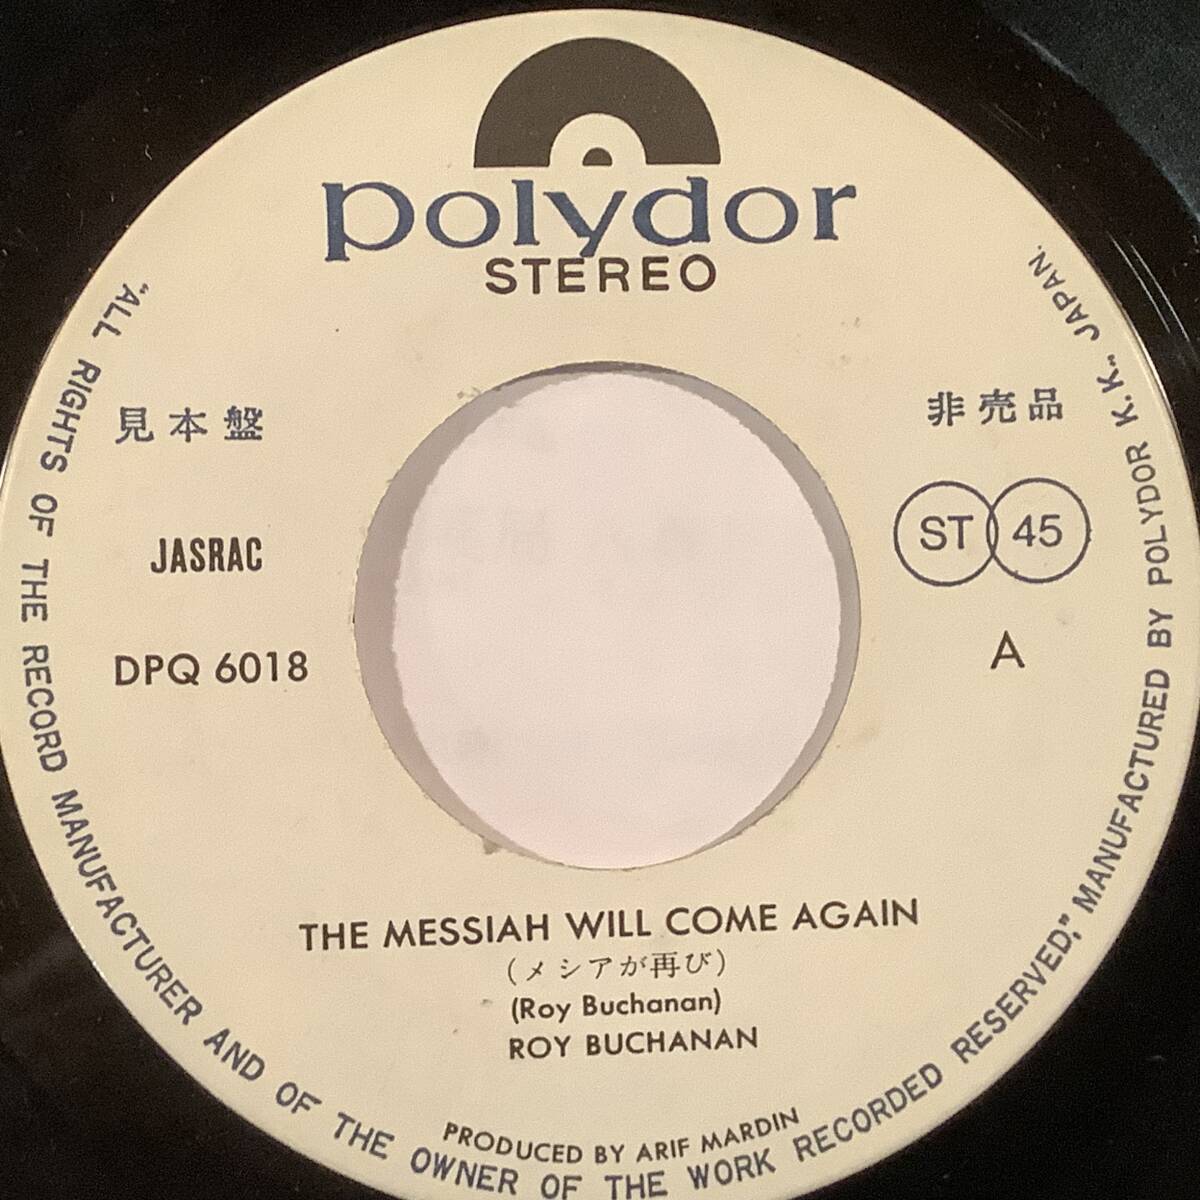 polydor
STEREO
見本盤
非売品
JASRAC
ST 45
DPQ 6018
A
THE MESSIAH WILL COME AGAIN
(メシアが再び)
(Roy Buchanan)
ROY BUCHANAN
PRODUCED BY ARIF MARDIN
"ALL RIGHTS OF THE RECORD MANUFACTURER AND OF THE OWNER OF THE WORK RECORDED RESERVED," MANUFACTURED BY POLYDOR K.K., JAPAN.